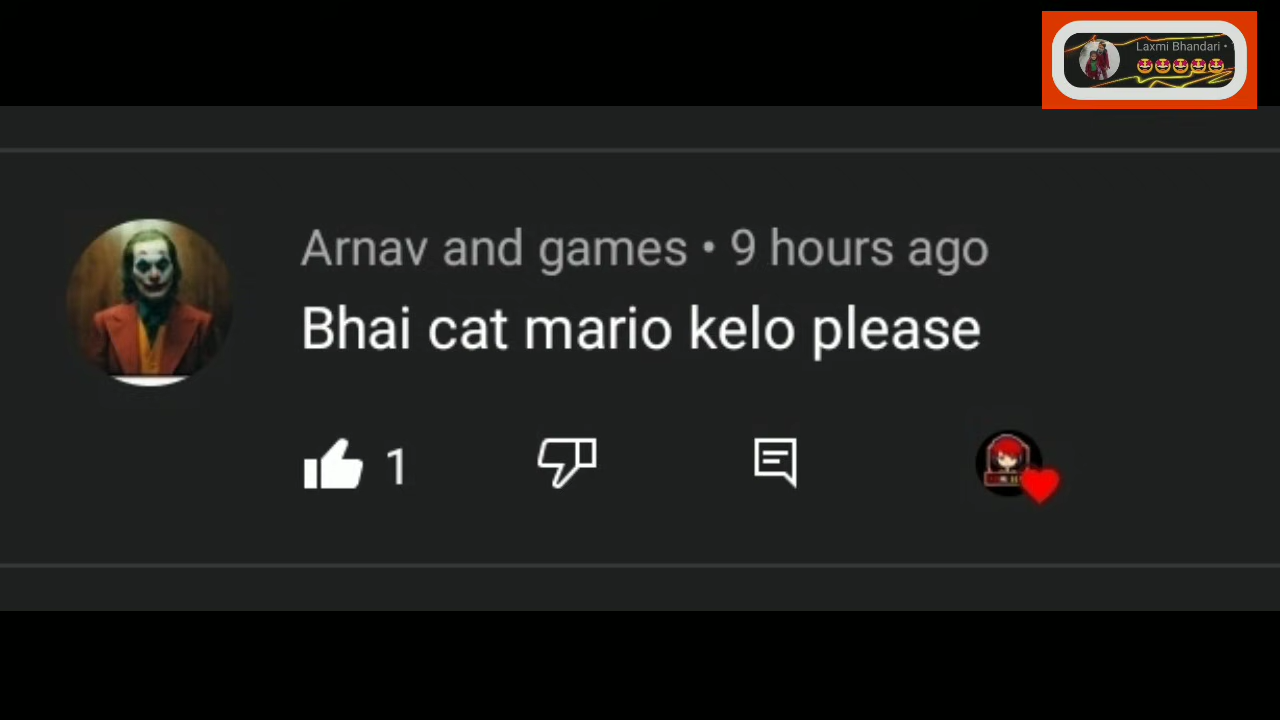 Laxmi Bhandari •
🤩🤩🤩🤩🤩
Arnav and games • 9 hours ago
Bhai cat mario kelo please
1